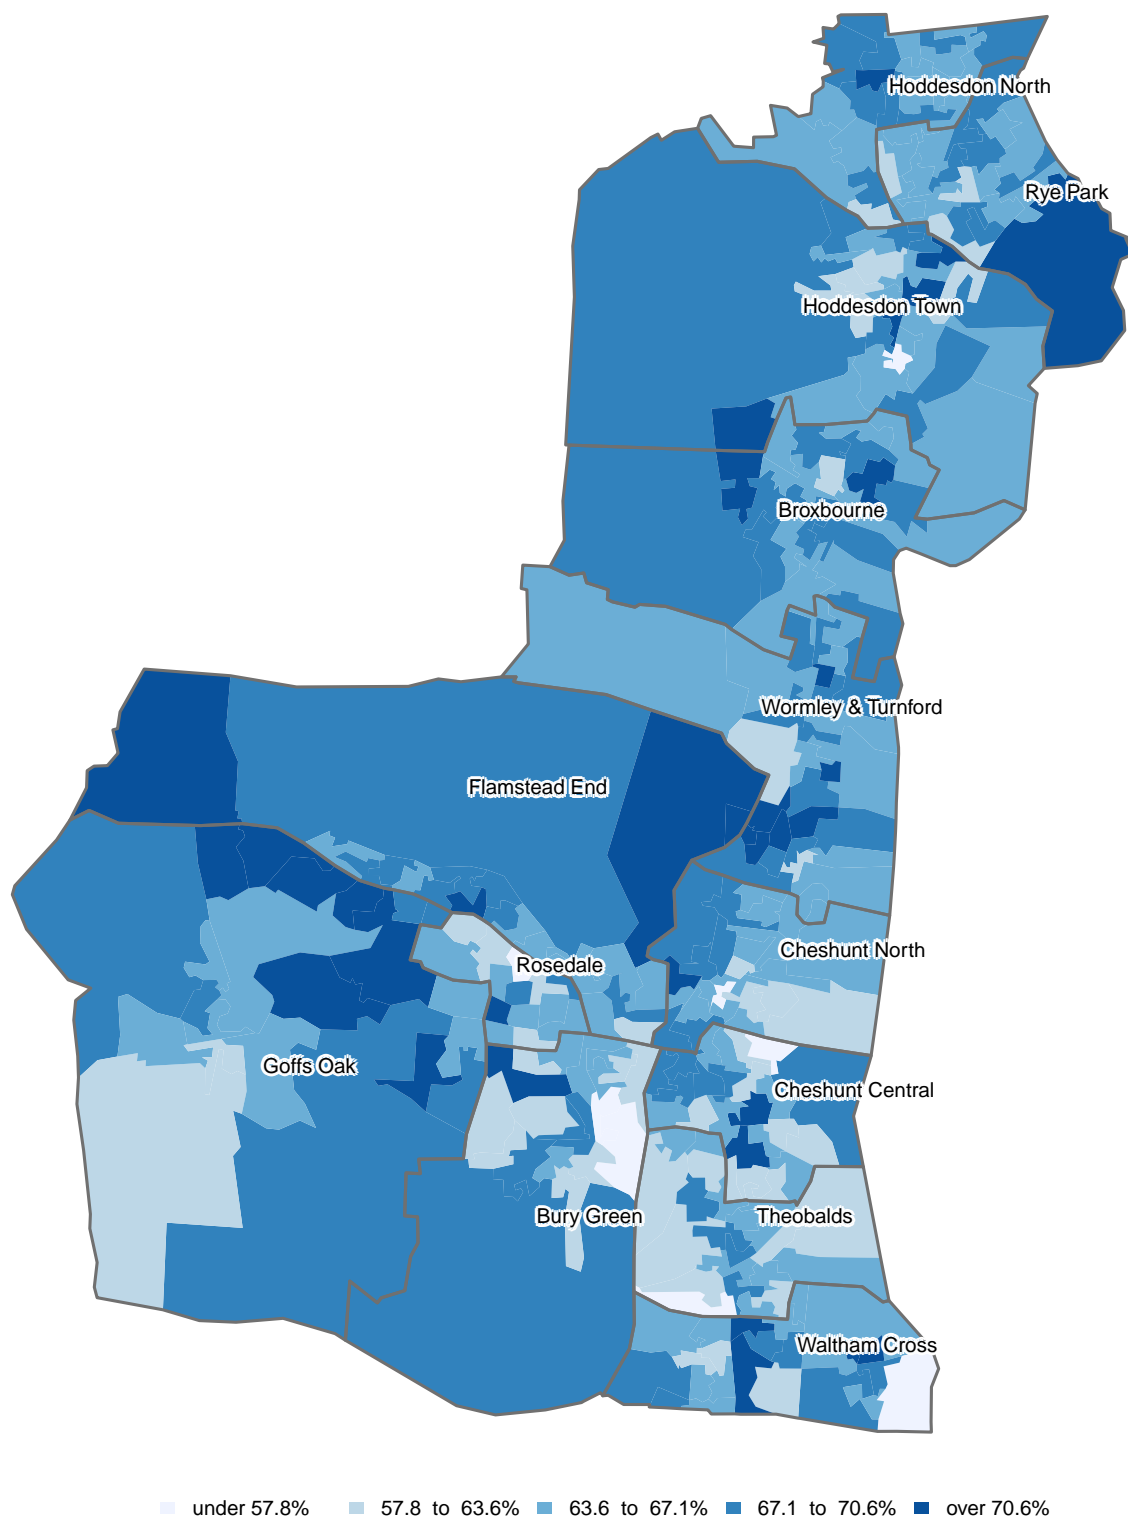 Hoddesdon North
Rye Park
Hoddesdon Town
Broxbourne
Wormley & Turnford
Flamstead End
Cheshunt North
Rosedale
Goffs Oak
Cheshunt Central
Bury Green
Theobalds
Waltham Cross
under 57.8% 57.8 to 63.6% 63.6 to 67.1% 67.1 to 70.6% over 70.6%